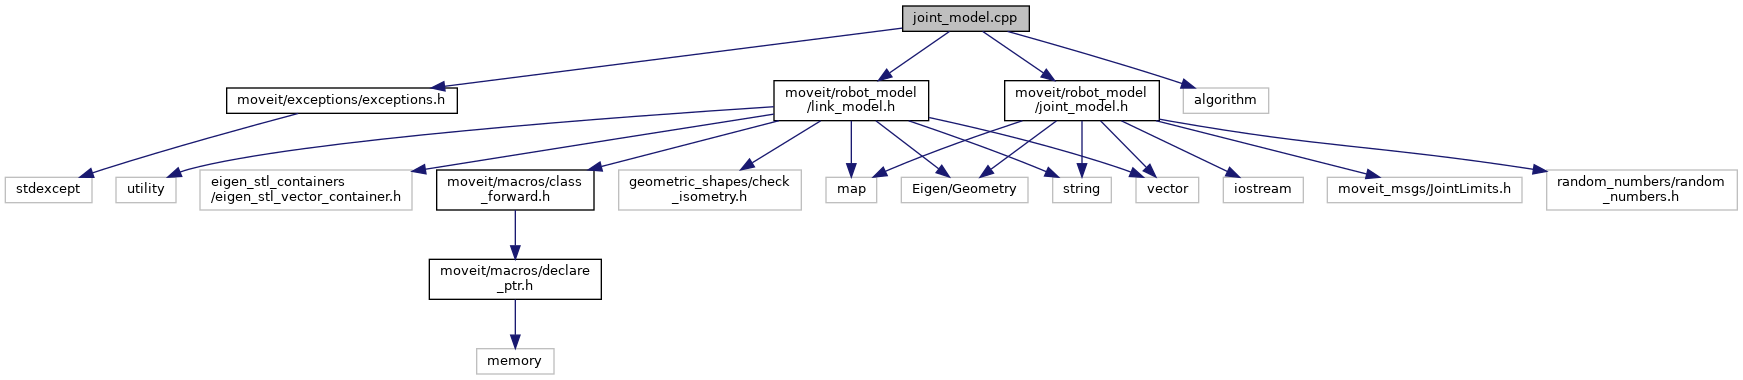 joint_model.cpp
moveit/exceptions/exceptions.h
moveit/robot_model
/link_model.h
moveit/robot_model
/joint_model.h
algorithm
stdexcept
utility
eigen_stl_containers
/eigen_stl_vector_container.h
moveit/macros/class
_forward.h
geometric_shapes/check
_isometry.h
map
Eigen/Geometry
string
vector
iostream
moveit_msgs/JointLimits.h
random_numbers/random
_numbers.h
moveit/macros/declare
_ptr.h
memory